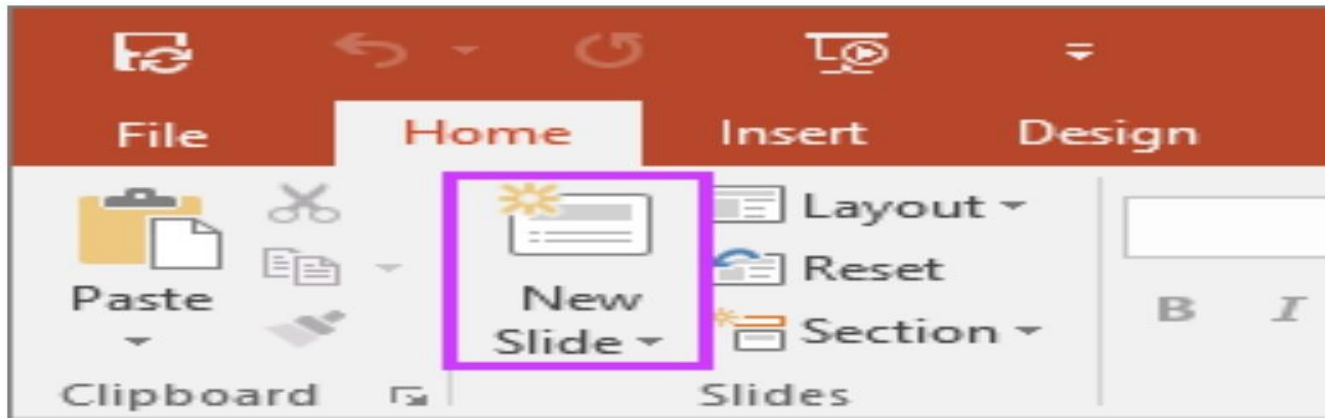 File Home Insert Design
Layout
Reset
Paste New
B I
Slide Section
Clipboard Slides